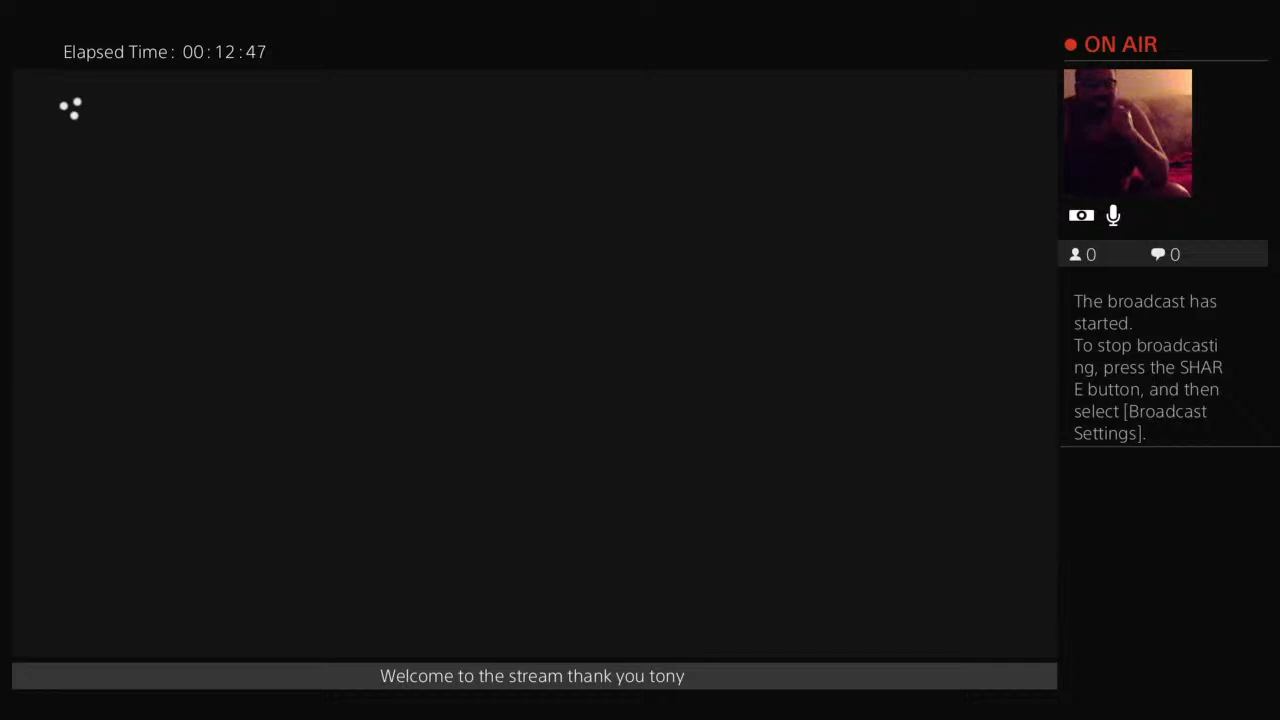 Elapsed Time: 00:12:47
ON AIR
0 0
The broadcast has
started.
To stop broadcasti
ng, press the SHAR
E button, and then
select [Broadcast
Settings].
Welcome to the stream thank you tony